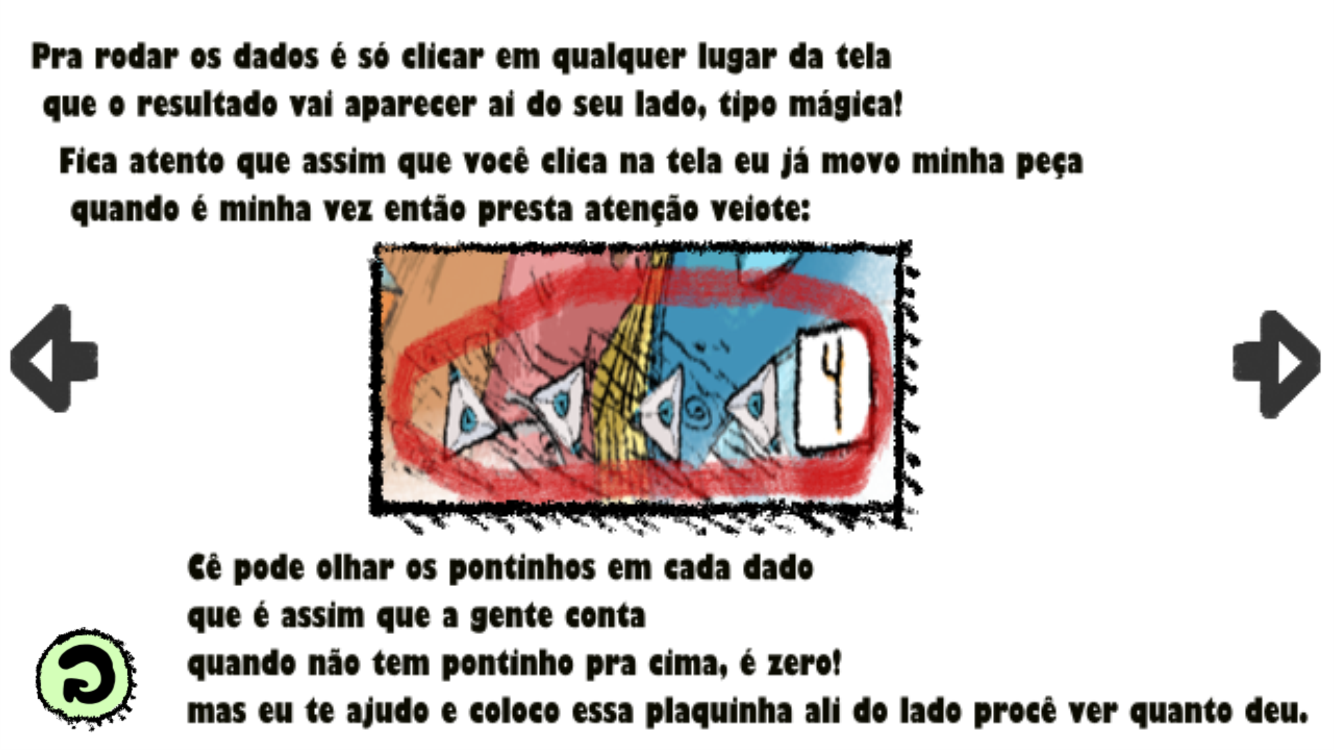 Pra rodar os dados é só clicar em qualquer lugar da tela
que o resultado vai aparecer ai do seu lado, tipo mágica!
Fica atento que assim que você clica na tela eu já movo minha peça
quando é minha vez então presta atenção veiote:
4
Cê pode olhar os pontinhos em cada dado
que é assim que a gente conta
quando não tem pontinho pra cima, é zero!
mas eu te ajudo e coloco essa plaquinha ali do lado procê ver quanto deu.